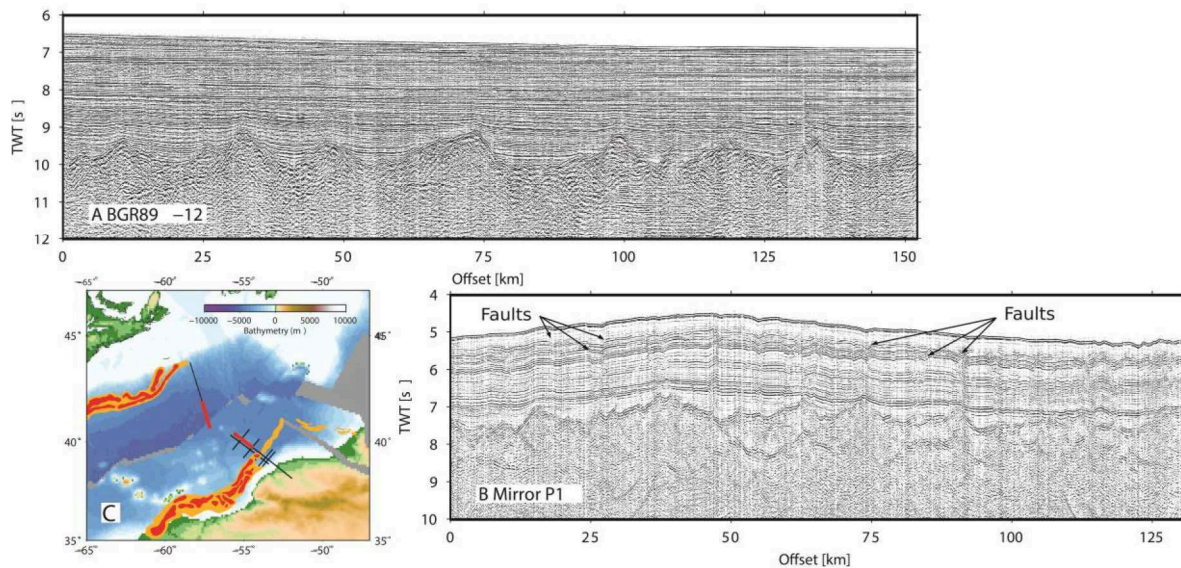 6
7
8
9
10
11
12
TWT [s]
A BGR89 −12
0 25 50 75 100 125 150
Offset [km]
−65° −60° −55° −50°
45° 45°
40° 40°
35° 35°
−10000 −5000 0 5000 10000
Bathymetry (m)
C
−65° −60° −55° −50°
4
5
6
7
8
9
10
TWT [s]
Faults Faults
B Mirror P1
0 25 50 75 100 125
Offset [km]